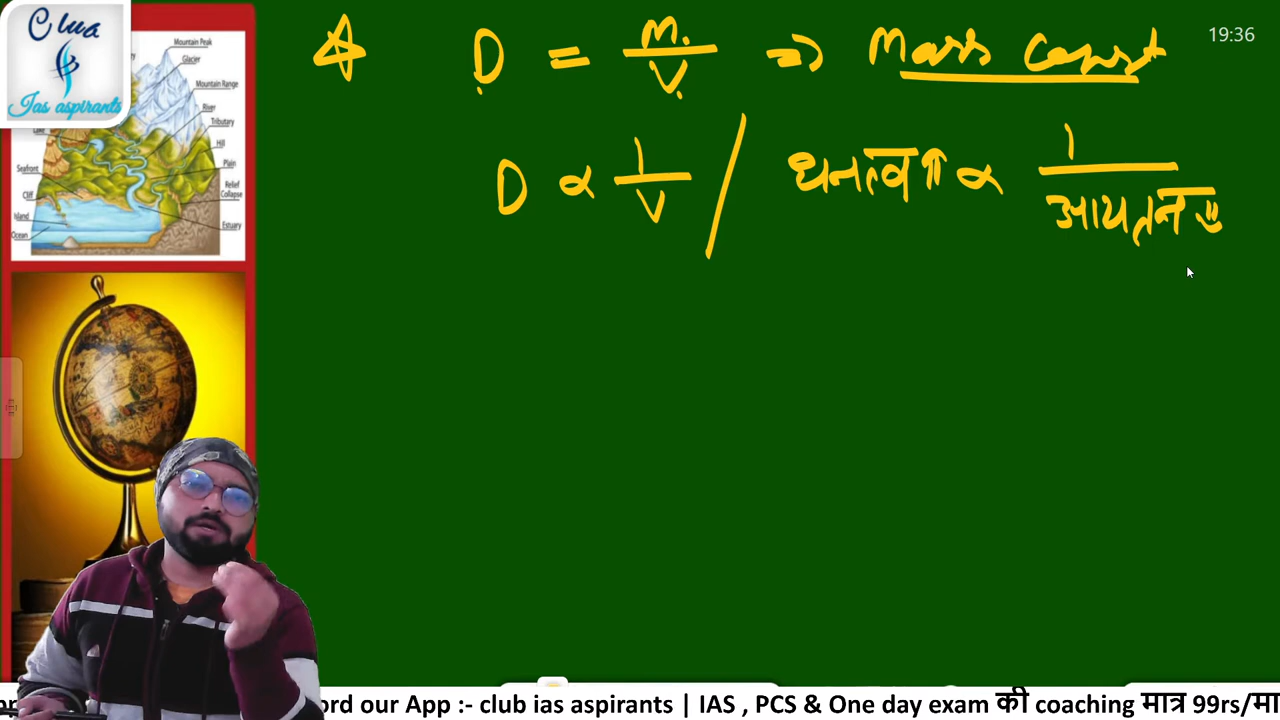 Clua
Ias aspirants
Mountain Peak
Glacier
Mountain Range
River
Tributary
Hill
Plain
Relief
Collapse
Estuary
Seafont
Cliff
Island
Ocean
19:36
D = M/V ⇒ Mass Const
D ∝ 1/V / घनत्व ↑ ∝ 1/आयतन ⇓
ord our App :- club ias aspirants | IAS , PCS & One day exam की coaching मात्र 99rs/मा